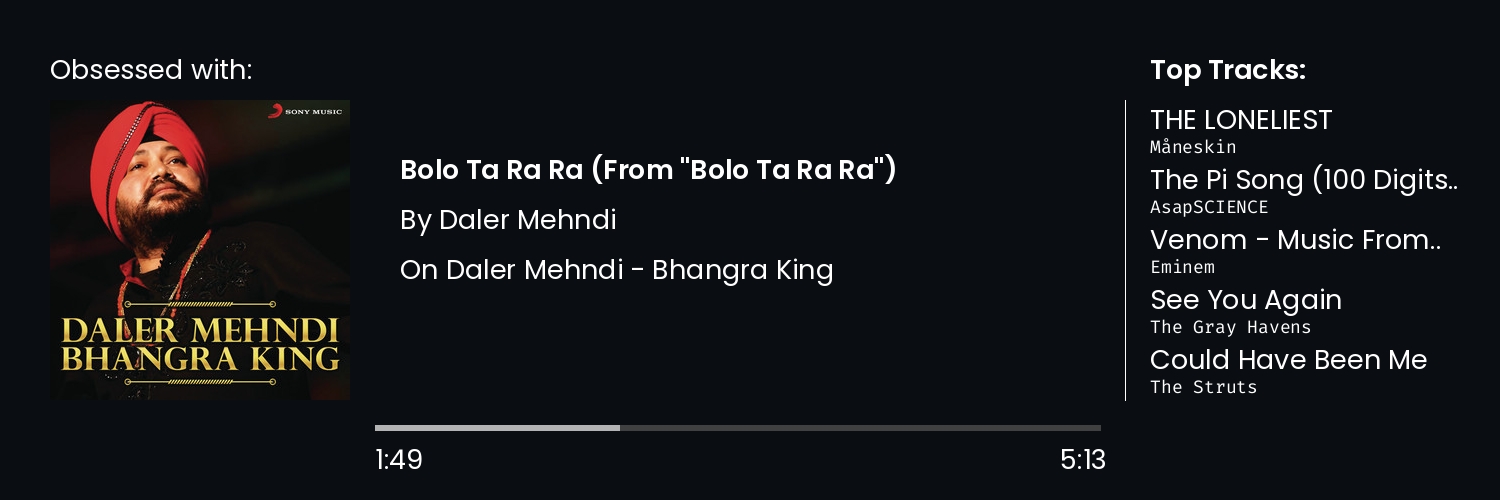 Obsessed with:
SONY MUSIC
DALER MEHNDI
BHANGRA KING
Bolo Ta Ra Ra (From "Bolo Ta Ra Ra")
By Daler Mehndi
On Daler Mehndi - Bhangra King
1:49
5:13
Top Tracks:
THE LONELIEST
Måneskin
The Pi Song (100 Digits..
AsapSCIENCE
Venom - Music From..
Eminem
See You Again
The Gray Havens
Could Have Been Me
The Struts